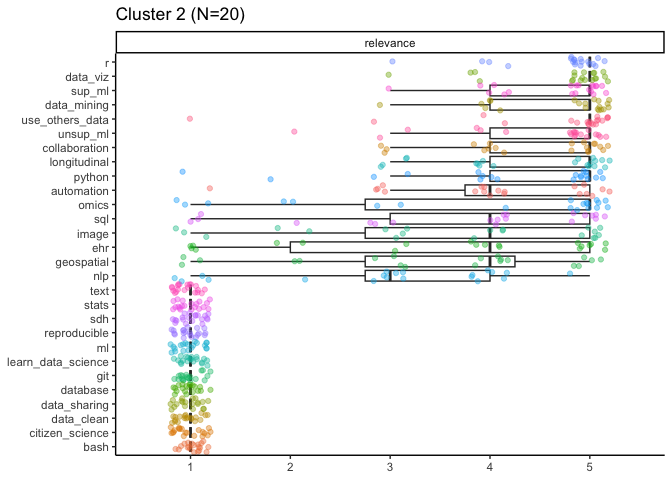 Cluster 2 (N=20)
relevance
r
data_viz
sup_ml
data_mining
use_others_data
unsup_ml
collaboration
longitudinal
python
automation
omics
sql
image
ehr
geospatial
nlp
text
stats
sdh
reproducible
ml
learn_data_science
git
database
data_sharing
data_clean
citizen_science
bash
1 2 3 4 5